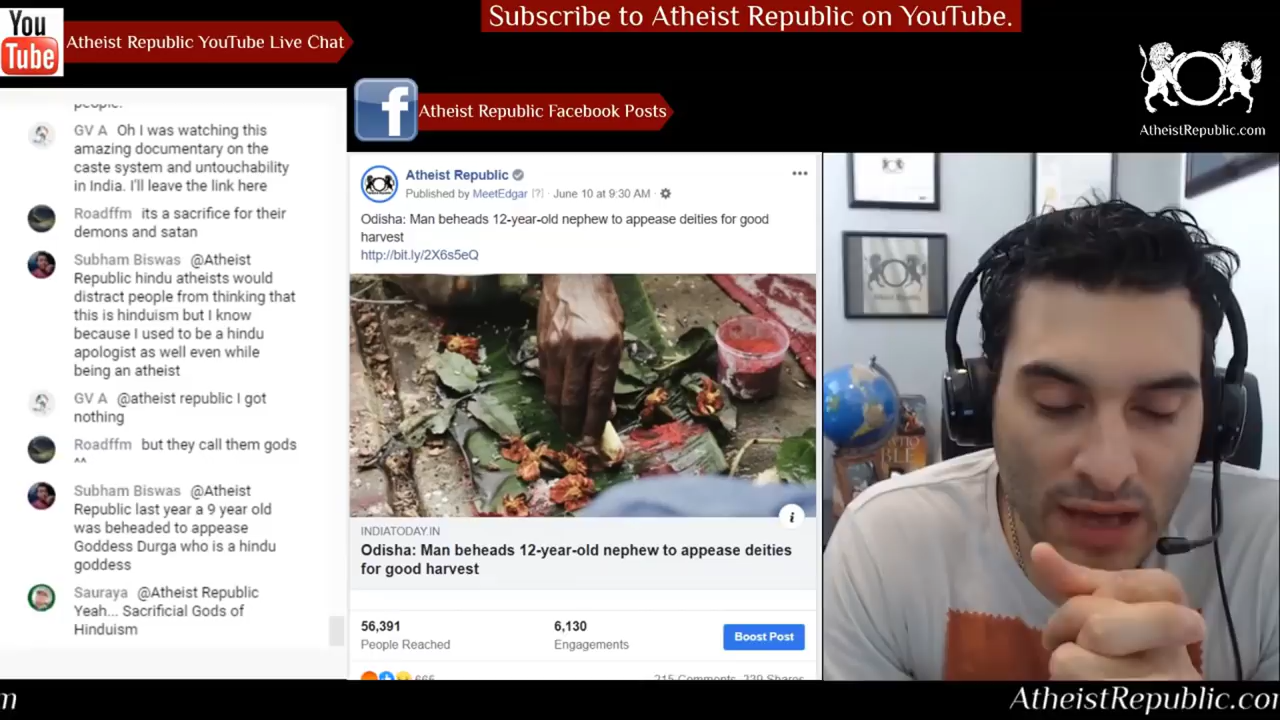 Subscribe to Atheist Republic on YouTube.
You
Tube
Atheist Republic YouTube Live Chat
AtheistRepublic.com
Atheist Republic Facebook Posts
people.
GV A Oh I was watching this
amazing documentary on the
caste system and untouchability
in India. I'll leave the link here
Roadffm its a sacrifice for their
demons and satan
Subham Biswas @Atheist
Republic hindu atheists would
distract people from thinking that
this is hinduism but I know
because I used to be a hindu
apologist as well even while
being an atheist
GV A @atheist republic I got
nothing
Roadffm but they call them gods
^^
Subham Biswas @Atheist
Republic last year a 9 year old
was beheaded to appease
Goddess Durga who is a hindu
goddess
Sauraya @Atheist Republic
Yeah... Sacrificial Gods of
Hinduism
Atheist Republic
Published by MeetEdgar [?] · June 10 at 9:30 AM ·
Odisha: Man beheads 12-year-old nephew to appease deities for good
harvest
http://bit.ly/2X6s5eQ
INDIATODAY.IN
Odisha: Man beheads 12-year-old nephew to appease deities
for good harvest
56,391
People Reached
6,130
Engagements
Boost Post
665
215 Comments 339 Shares
m
AtheistRepublic.co